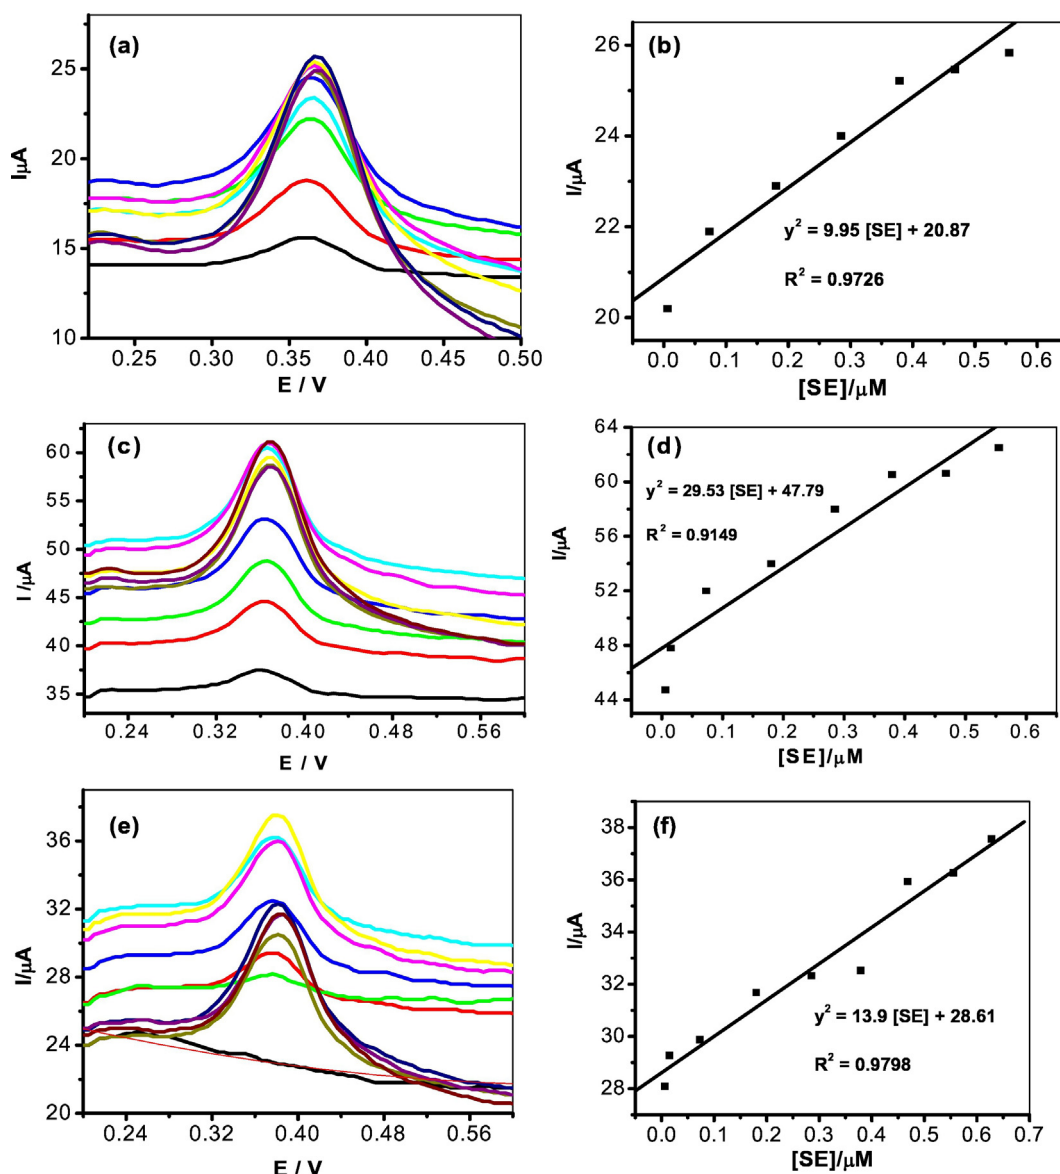 (a)
25
20
15
10
IµA
0.25 0.30 0.35 0.40 0.45 0.50
E / V
(b)
26
24
22
20
I/µA
y² = 9.95 [SE] + 20.87
R² = 0.9726
0.0 0.1 0.2 0.3 0.4 0.5 0.6
[SE]/µM
(c)
60
55
50
45
40
35
I /µA
0.24 0.32 0.40 0.48 0.56
E / V
(d)
64
60
56
52
48
44
I/µA
y² = 29.53 [SE] + 47.79
R² = 0.9149
0.0 0.1 0.2 0.3 0.4 0.5 0.6
[SE]/µM
(e)
36
32
28
24
20
I/µA
0.24 0.32 0.40 0.48 0.56
E / V
(f)
38
36
34
32
30
28
I/µA
y² = 13.9 [SE] + 28.61
R² = 0.9798
0.0 0.1 0.2 0.3 0.4 0.5 0.6 0.7
[SE]/µM